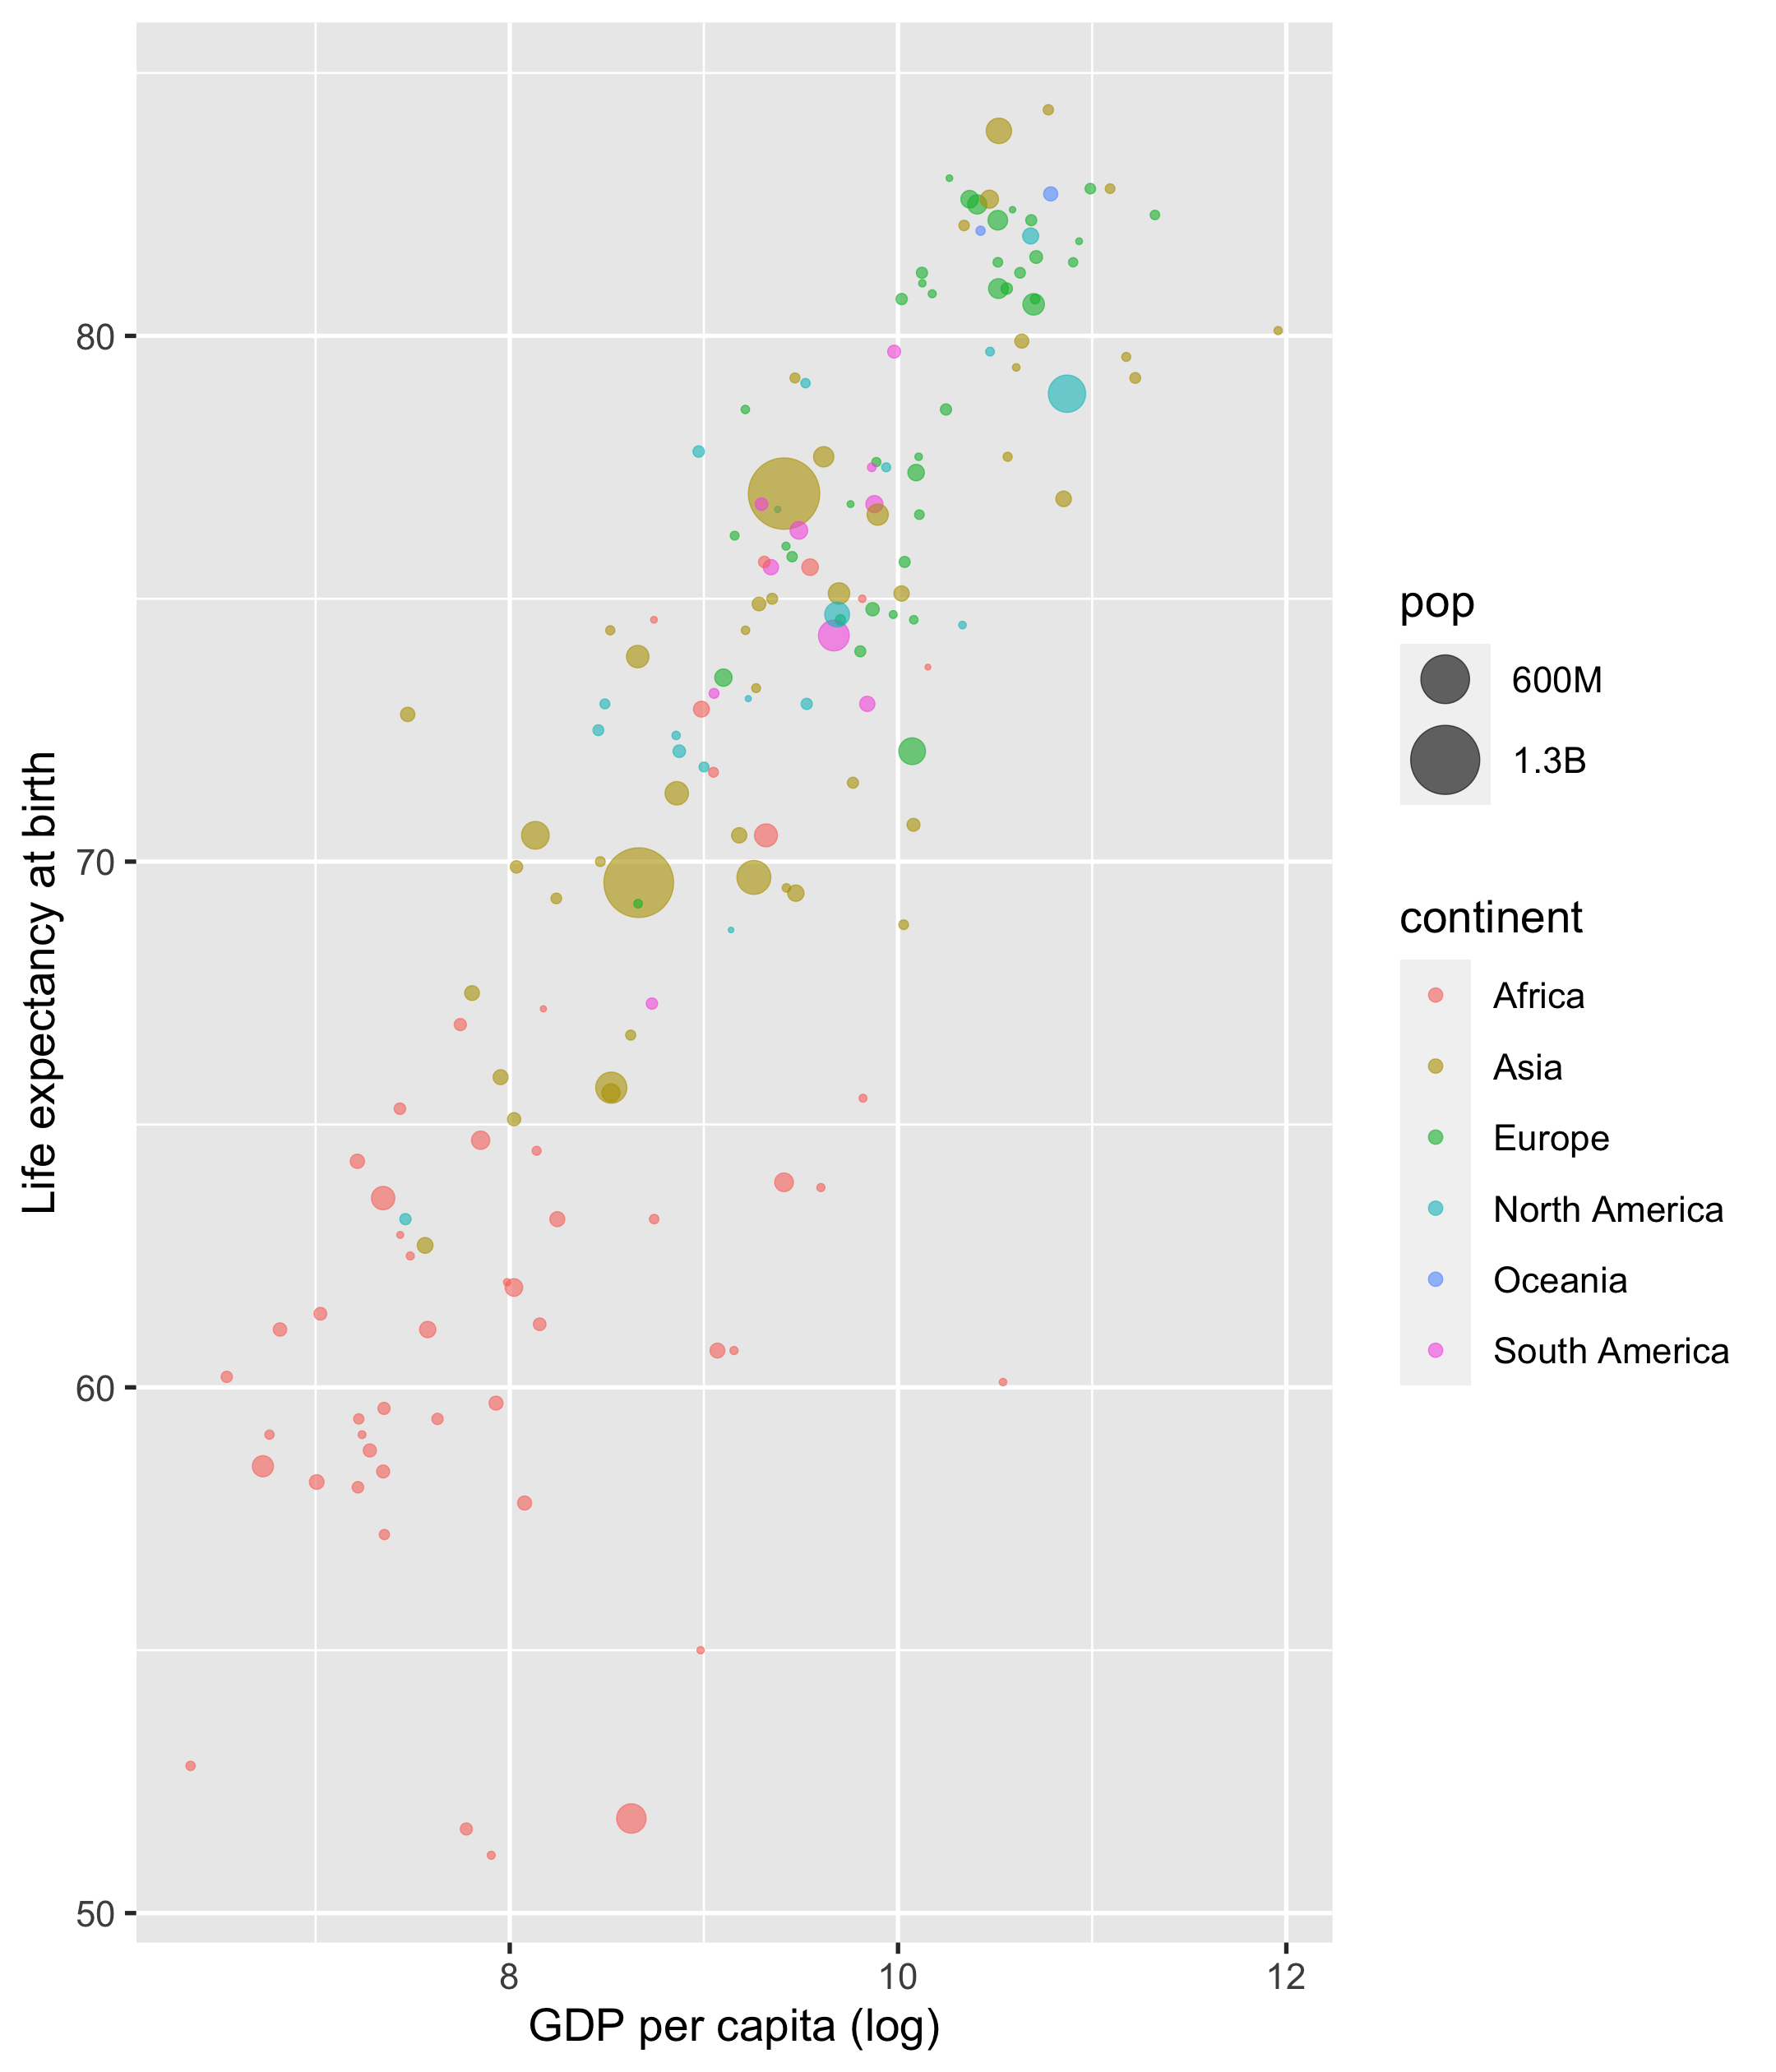 Life expectancy at birth
80
70
60
50
8
10
12
GDP per capita (log)
pop
600M
1.3B
continent
Africa
Asia
Europe
North America
Oceania
South America